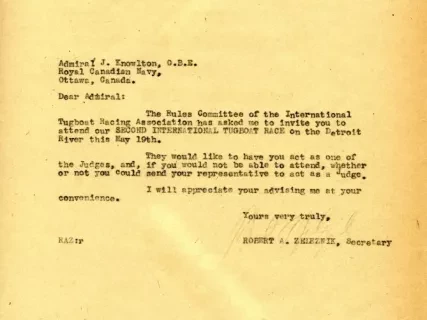 Admiral J. Knowlton, O.B.E.
Royal Canadian Navy,
Ottawa, Canada.
Dear Admiral:
The Rules Committee of the International
Tugboat Racing Association has asked me to invite you to
attend our SECOND INTERNATIONAL TUGBOAT RACE on the Detroit
River this May 19th.
They would like to have you act as one of
the Judges, and, if you would not be able to attend, whether
or not you could send your representative to act as a Judge.
I will appreciate your advising me at your
convenience.
Yours very truly,
RAZ:r
ROBERT A. ZMIEZNIK, Secretary